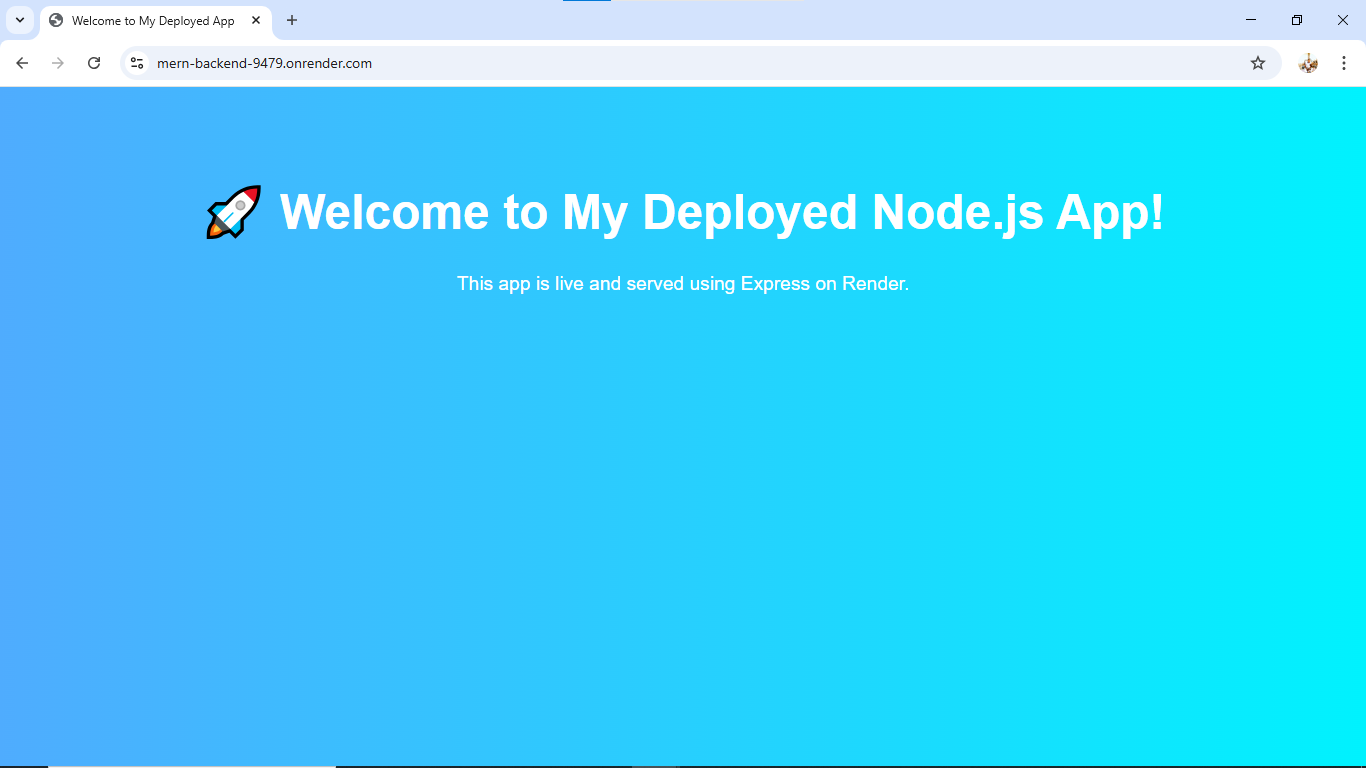 Welcome to My Deployed App
mern-backend-9479.onrender.com
🚀 Welcome to My Deployed Node.js App!
This app is live and served using Express on Render.